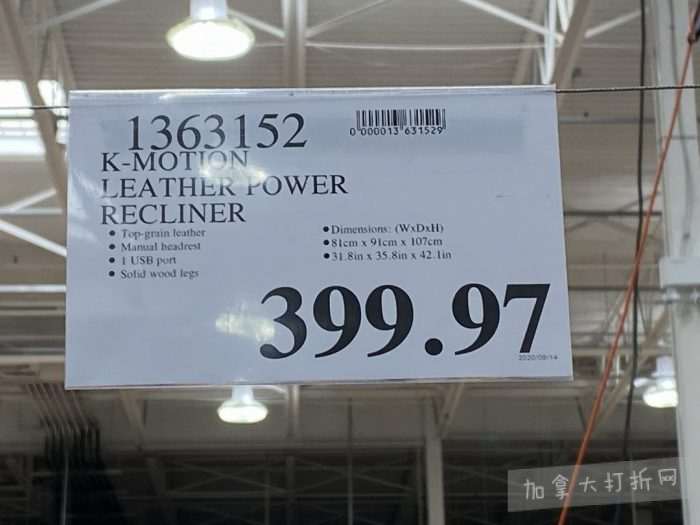 1363152
0 000013 631529
K-MOTION
LEATHER POWER
RECLINER
• Top-grain leather
• Manual headrest
• 1 USB port
• Solid wood legs
• Dimensions: (WxDxH)
• 81cm x 91cm x 107cm
• 31.8in x 35.8in x 42.1in
399.97
2020/09/14
加拿大打折网